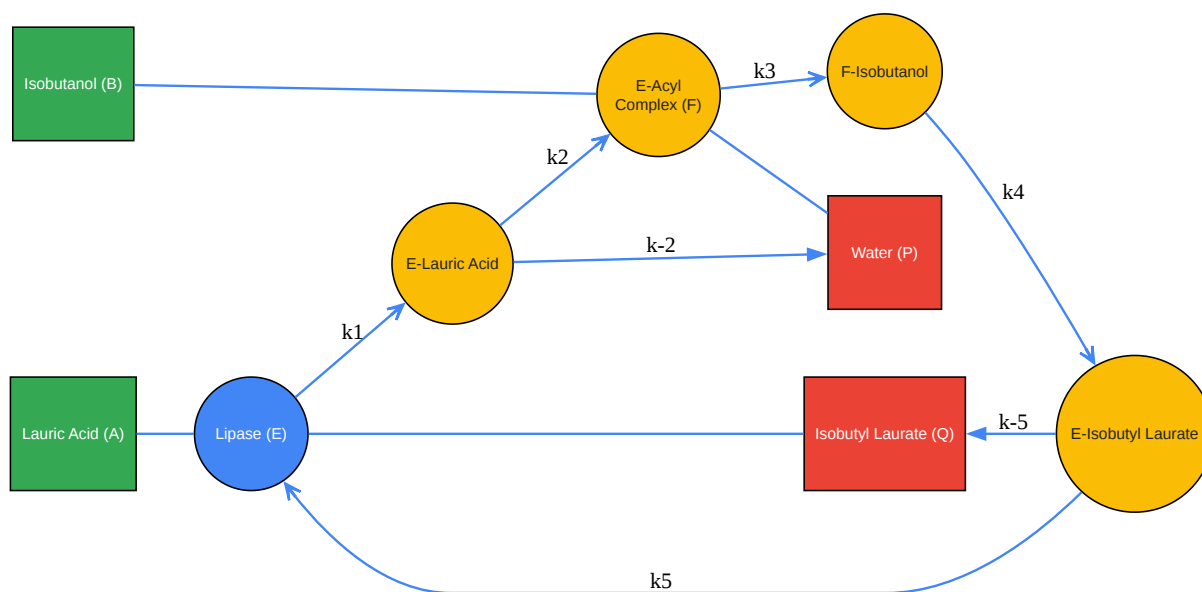 Isobutanol (B)
E-Acyl
Complex (F)
k3
F-Isobutanol
k2
k4
E-Lauric Acid
k-2
Water (P)
k1
Lauric Acid (A)
Lipase (E)
Isobutyl Laurate (Q)
k-5
E-Isobutyl Laurate
k5